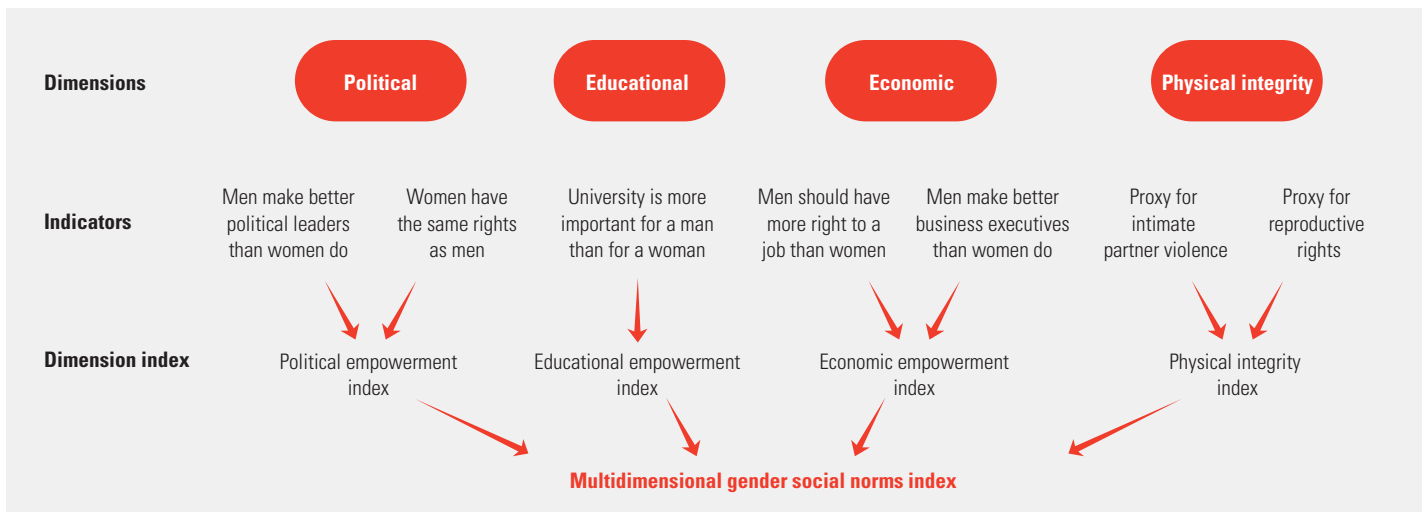 Dimensions
Political
Educational
Economic
Physical integrity
Indicators
Men make better
political leaders
than women do
Women have
the same rights
as men
University is more
important for a man
than for a woman
Men should have
more right to a
job than women
Men make better
business executives
than women do
Proxy for
intimate
partner violence
Proxy for
reproductive
rights
Dimension index
Political empowerment
index
Educational empowerment
index
Economic empowerment
index
Physical integrity
index
Multidimensional gender social norms index